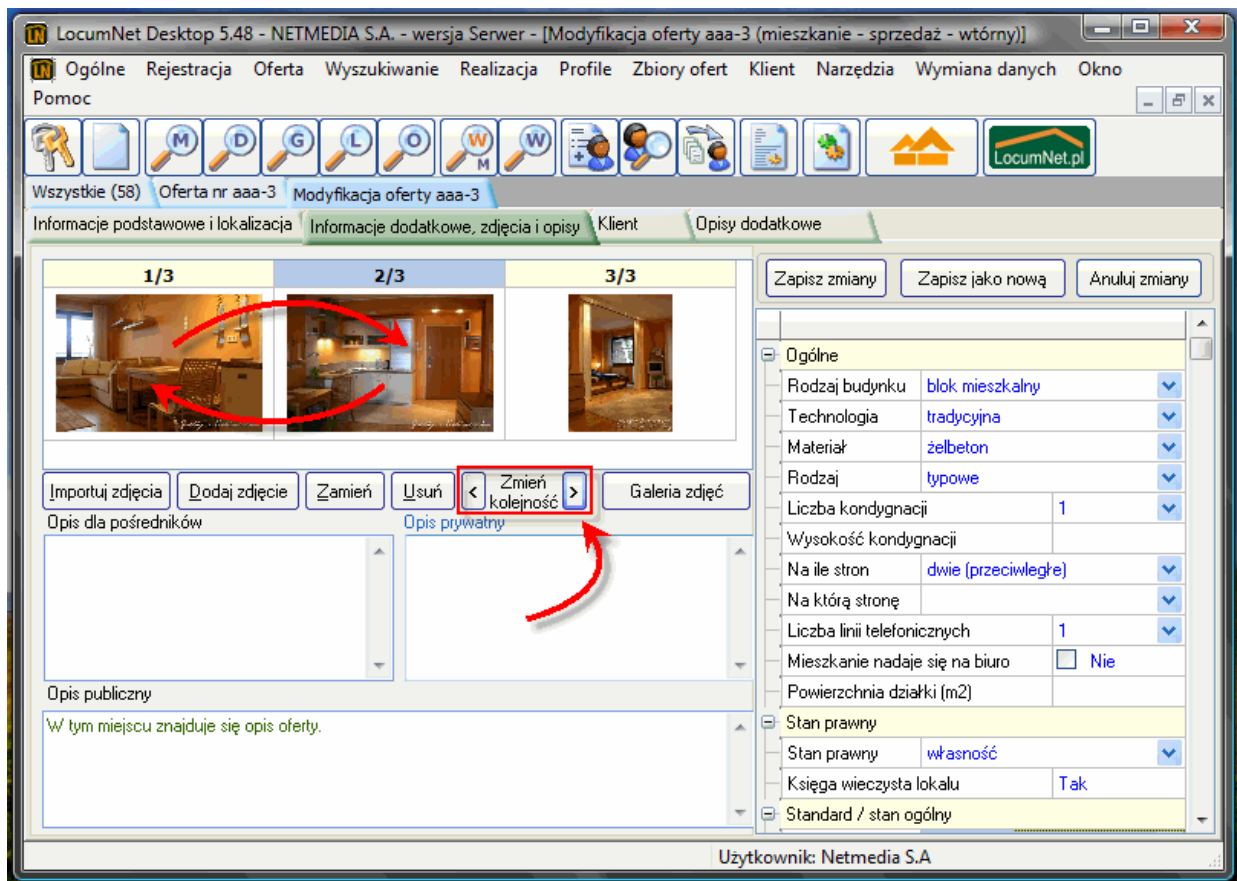 LocumNet Desktop 5.48 - NETMEDIA S.A. - wersja Serwer - [Modyfikacja oferty aaa-3 (mieszkanie - sprzedaż - wtórny)]
Ogólne Rejestracja Oferta Wyszukiwanie Realizacja Profile Zbiory ofert Klient Narzędzia Wymiana danych Okno
Pomoc
M D G L O W M W LocumNet.pl
Wszystkie (58) Oferta nr aaa-3 Modyfikacja oferty aaa-3
Informacje podstawowe i lokalizacja Informacje dodatkowe, zdjęcia i opisy Klient Opisy dodatkowe
1/3 2/3 3/3
Zapisz zmiany Zapisz jako nową Anuluj zmiany
Importuj zdjęcia Dodaj zdjęcie Zamień Usuń < Zmień kolejność > Galeria zdjęć
Opis dla pośredników Opis prywatny
Opis publiczny
W tym miejscu znajduje się opis oferty.
Ogólne
Rodzaj budynku blok mieszkalny
Technologia tradycyjna
Materiał żelbeton
Rodzaj typowe
Liczba kondygnacji 1
Wysokość kondygnacji
Na ile stron dwie (przeciwległe)
Na którą stronę
Liczba linii telefonicznych 1
Mieszkanie nadaje się na biuro Nie
Powierzchnia działki (m2)
Stan prawny
Stan prawny własność
Księga wieczysta lokalu Tak
Standard / stan ogólny
Użytkownik: Netmedia S.A